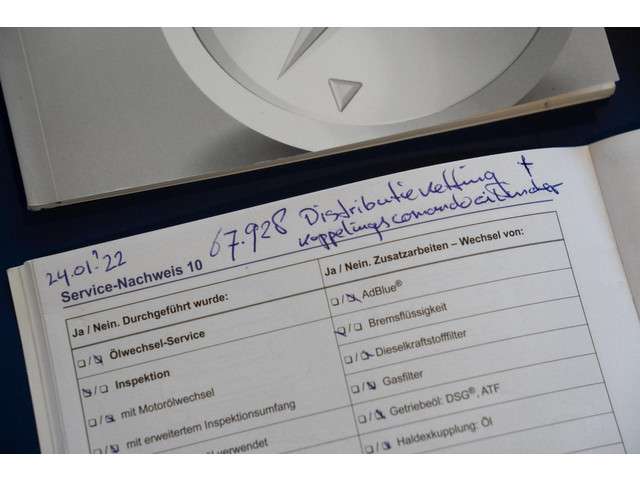 24.01.'22 67.928 Distributieketting +
koppelingscomandocilinder
Service-Nachweis 10
Ja / Nein. Durchgeführt wurde:
Ja / Nein. Zusatzarbeiten – Wechsel von:
☐/☒ Ölwechsel-Service
☐/☒ AdBlue®
☒/☐ Inspektion
☒/☐ Bremsflüssigkeit
☐/☒ mit Motorölwechsel
☐/☒ Dieselkraftstofffilter
☐/☒ mit erweitertem Inspektionsumfang
☐/☒ Gasfilter
verwendet
☐/☒ Getriebeöl: DSG®, ATF
☐/☒ Haldexkupplung: Öl